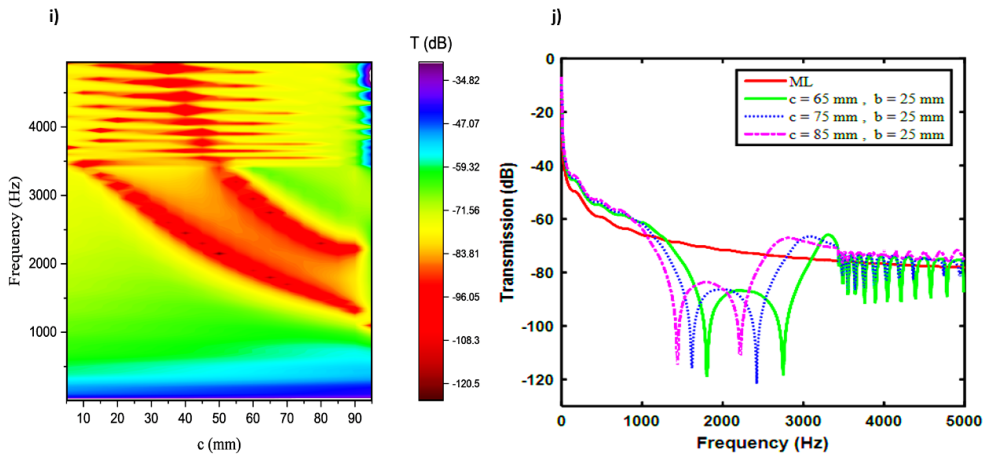 i)
T (dB)
-34.82
-47.07
-59.32
-71.56
-83.81
-96.05
-108.3
-120.5
Frequency (Hz)
4000
3000
2000
1000
10 20 30 40 50 60 70 80 90
c (mm)
j)
Transmission (dB)
0
-20
-40
-60
-80
-100
-120
ML
c = 65 mm , b = 25 mm
c = 75 mm , b = 25 mm
c = 85 mm , b = 25 mm
0 1000 2000 3000 4000 5000
Frequency (Hz)